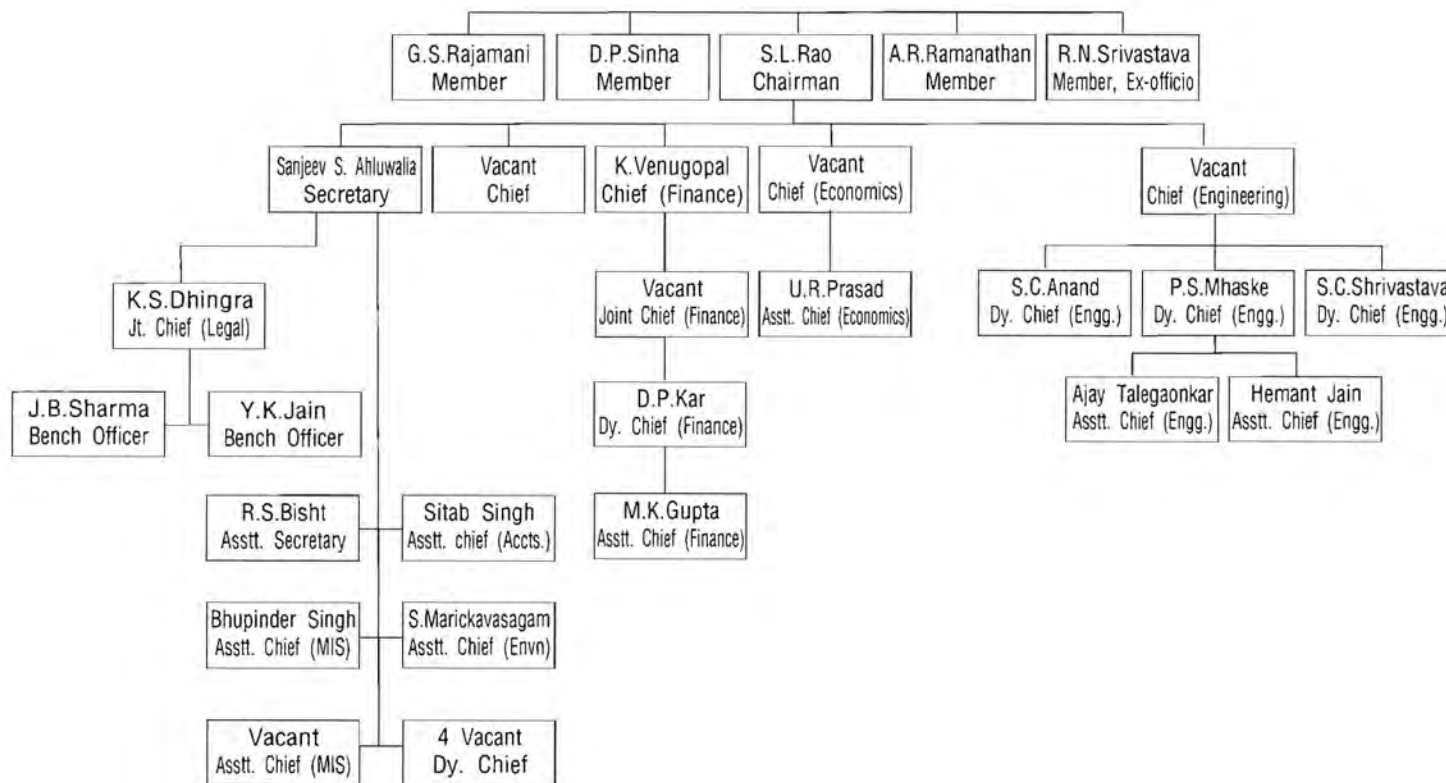 G.S.Rajamani
Member
D.P.Sinha
Member
S.L.Rao
Chairman
A.R.Ramanathan
Member
R.N.Srivastava
Member, Ex-officio
Sanjeev S. Ahluwalia
Secretary
Vacant
Chief
K.Venugopal
Chief (Finance)
Vacant
Chief (Economics)
Vacant
Chief (Engineering)
K.S.Dhingra
Jt. Chief (Legal)
Vacant
Joint Chief (Finance)
U.R.Prasad
Asstt. Chief (Economics)
S.C.Anand
Dy. Chief (Engg.)
P.S.Mhaske
Dy. Chief (Engg.)
S.C.Shrivastava
Dy. Chief (Engg.)
J.B.Sharma
Bench Officer
Y.K.Jain
Bench Officer
D.P.Kar
Dy. Chief (Finance)
Ajay Talegaonkar
Asstt. Chief (Engg.)
Hemant Jain
Asstt. Chief (Engg.)
R.S.Bisht
Asstt. Secretary
Sitab Singh
Asstt. chief (Accts.)
M.K.Gupta
Asstt. Chief (Finance)
Bhupinder Singh
Asstt. Chief (MIS)
S.Marickavasagam
Asstt. Chief (Envn)
Vacant
Asstt. Chief (MIS)
4 Vacant
Dy. Chief